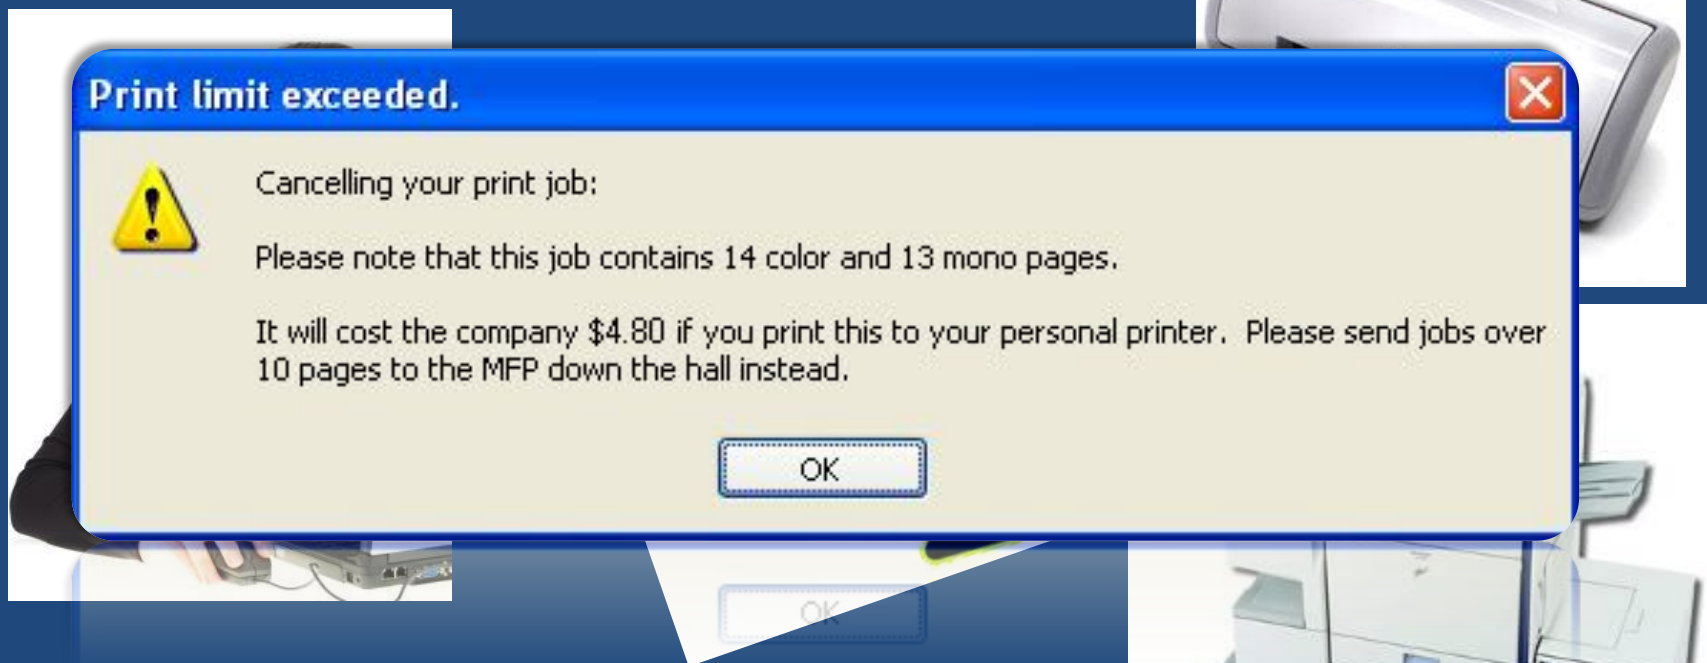 Print limit exceeded.
Cancelling your print job:
Please note that this job contains 14 color and 13 mono pages.
It will cost the company $4.80 if you print this to your personal printer.  Please send jobs over
10 pages to the MFP down the hall instead.
OK
OK